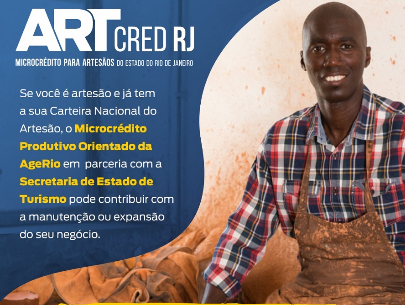 ARTCRED RJ
MICROCRÉDITO PARA ARTESÃOS DO ESTADO DO RIO DE JANEIRO
Se você é artesão e já tem
a sua Carteira Nacional do
Artesão, o Microcrédito
Produtivo Orientado da
AgeRio em parceria com a
Secretaria de Estado de
Turismo pode contribuir com
a manutenção ou expansão
do seu negócio.